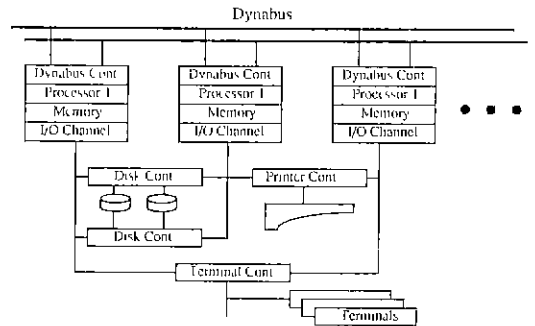 Dynabus
Dynabus Cont
Processor 1
Memory
I/O Channel
Dynabus Cont
Processor 1
Memory
I/O Channel
Dynabus Cont
Processor 1
Memory
I/O Channel
Disk Cont
Printer Cont
Disk Cont
Terminal Cont
Terminals